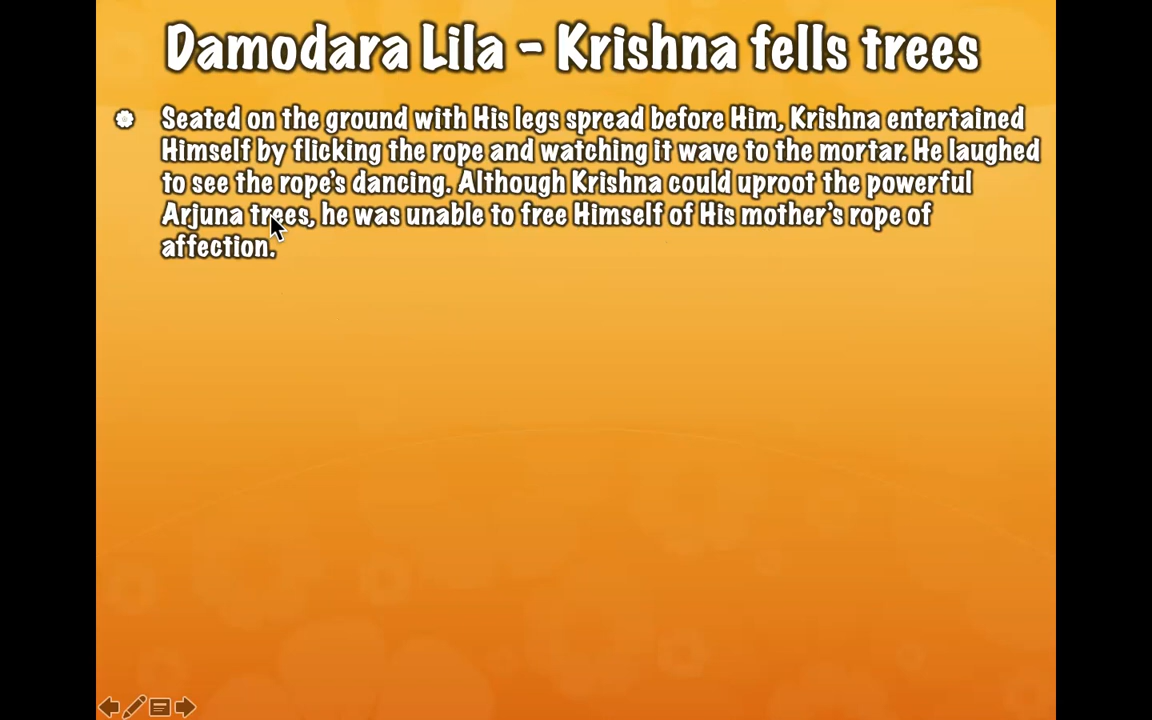 Damodara Lila - Krishna fells trees
Seated on the ground with His legs spread before Him, Krishna entertained
Himself by flicking the rope and watching it wave to the mortar. He laughed
to see the rope's dancing. Although Krishna could uproot the powerful
Arjuna trees, he was unable to free Himself of His mother's rope of
affection.